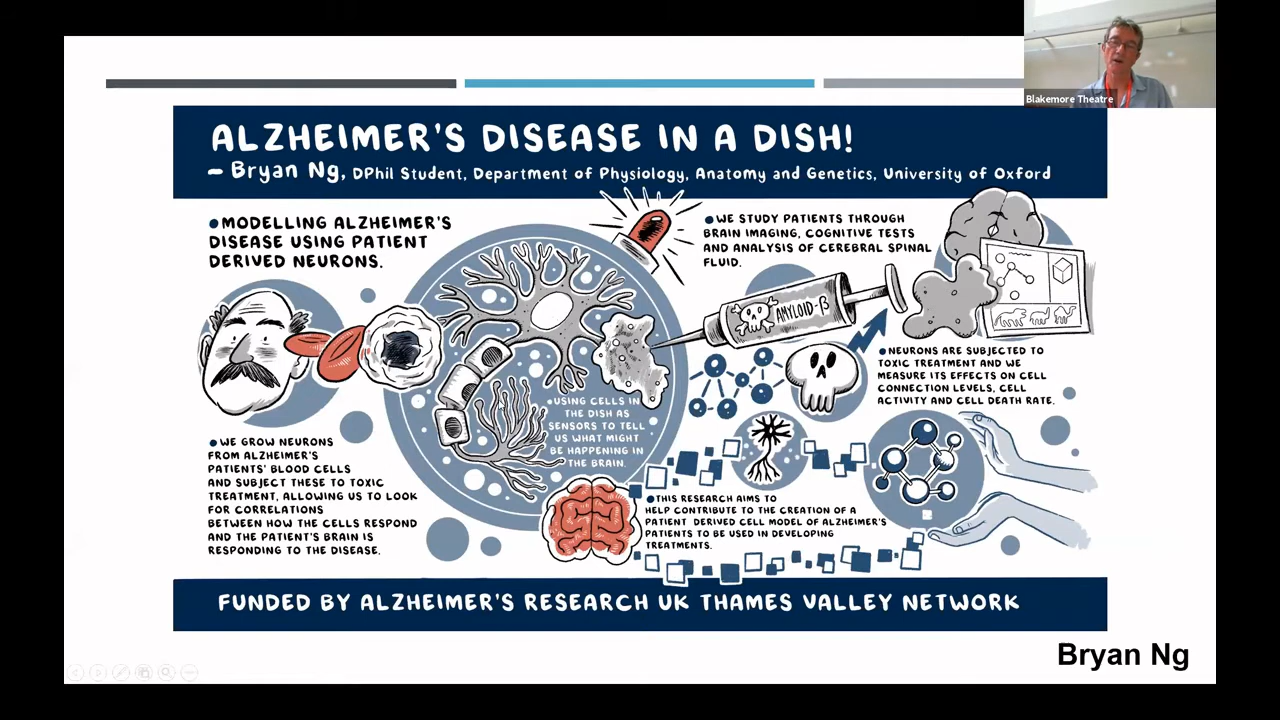 Blakemore Theatre
ALZHEIMER'S DISEASE IN A DISH!
– Bryan Ng, DPhil Student, Department of Physiology, Anatomy and Genetics, University of Oxford
●MODELLING ALZHEIMER'S
DISEASE USING PATIENT
DERIVED NEURONS.
●WE STUDY PATIENTS THROUGH
BRAIN IMAGING, COGNITIVE TESTS
AND ANALYSIS OF CEREBRAL SPINAL
FLUID.
AMYLOID-β
●NEURONS ARE SUBJECTED TO
TOXIC TREATMENT AND WE
MEASURE ITS EFFECTS ON CELL
CONNECTION LEVELS, CELL
ACTIVITY AND CELL DEATH RATE.
●USING CELLS IN
THE DISH AS
SENSORS TO TELL
US WHAT MIGHT
BE HAPPENING IN
THE BRAIN.
●WE GROW NEURONS
FROM ALZHEIMER'S
PATIENTS' BLOOD CELLS
AND SUBJECT THESE TO TOXIC
TREATMENT, ALLOWING US TO LOOK
FOR CORRELATIONS
BETWEEN HOW THE CELLS RESPOND
AND THE PATIENT'S BRAIN IS
RESPONDING TO THE DISEASE.
●THIS RESEARCH AIMS TO
HELP CONTRIBUTE TO THE CREATION OF A
PATIENT DERIVED CELL MODEL OF ALZHEIMER'S
PATIENTS TO BE USED IN DEVELOPING
TREATMENTS.
FUNDED BY ALZHEIMER'S RESEARCH UK THAMES VALLEY NETWORK
Bryan Ng